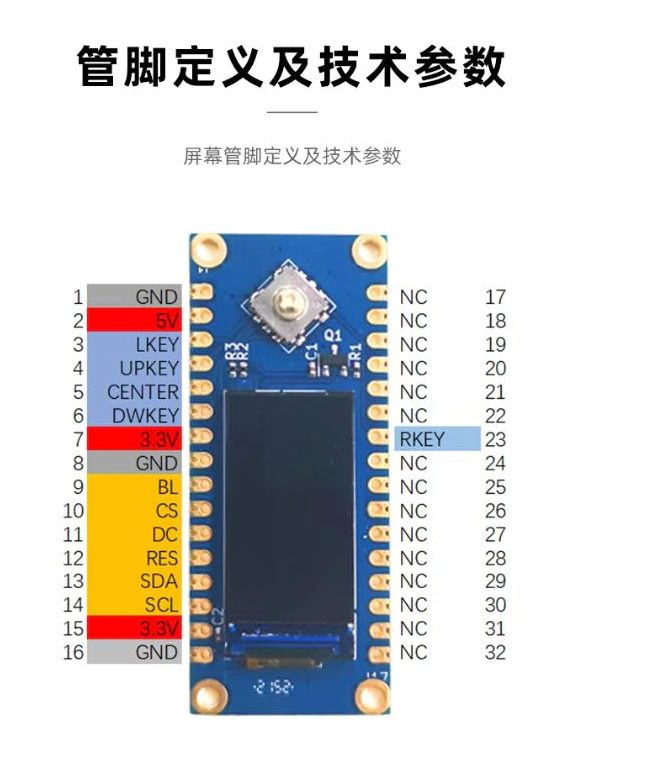 管脚定义及技术参数
屏幕管脚定义及技术参数
1 GND NC 17
2 5V NC 18
3 LKEY NC 19
4 UPKEY NC 20
5 CENTER NC 21
6 DWKEY NC 22
7 3.3V RKEY 23
8 GND NC 24
9 BL NC 25
10 CS NC 26
11 DC NC 27
12 RES NC 28
13 SDA NC 29
14 SCL NC 30
15 3.3V NC 31
16 GND NC 32
Q1
R3
R2
C1
R1
C2
2152
J17